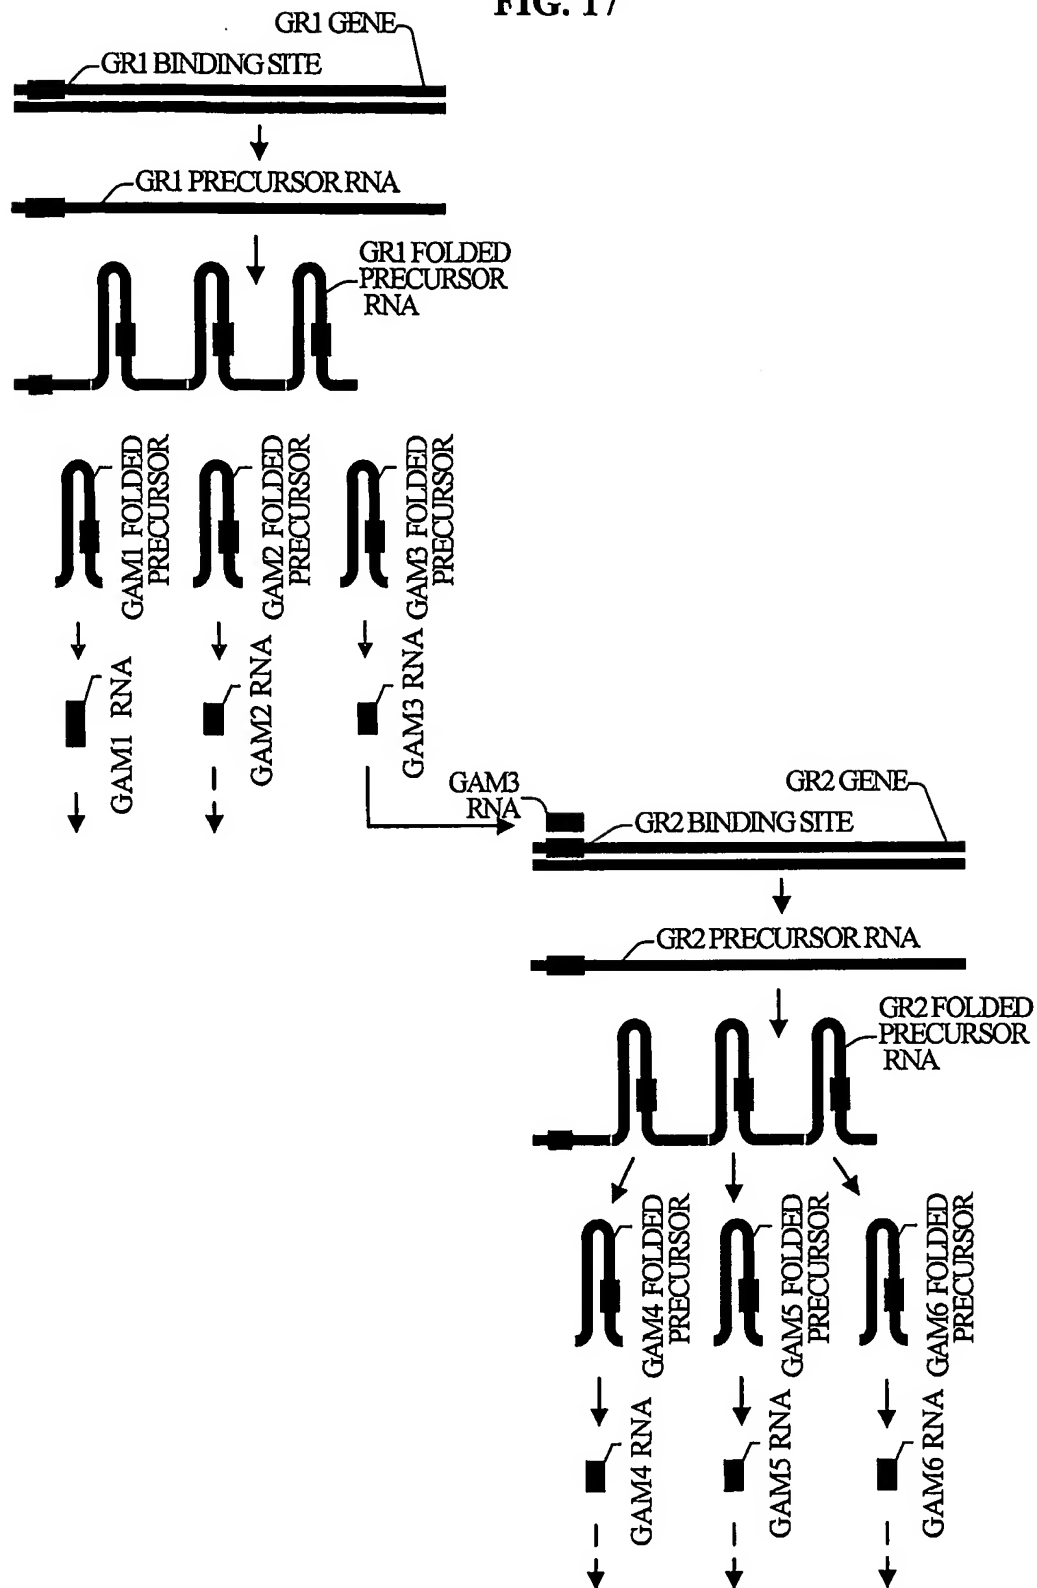 FIG. 17
GR1 GENE
GR1 BINDING SITE
GR1 PRECURSOR RNA
GR1 FOLDED
PRECURSOR
RNA
GAM1 FOLDED
PRECURSOR
GAM2 FOLDED
PRECURSOR
GAM3 FOLDED
PRECURSOR
GAM1 RNA
GAM2 RNA
GAM3 RNA
GAM3
RNA
GR2 GENE
GR2 BINDING SITE
GR2 PRECURSOR RNA
GR2 FOLDED
PRECURSOR
RNA
GAM4 FOLDED
PRECURSOR
GAM5 FOLDED
PRECURSOR
GAM6 FOLDED
PRECURSOR
GAM4 RNA
GAM5 RNA
GAM6 RNA